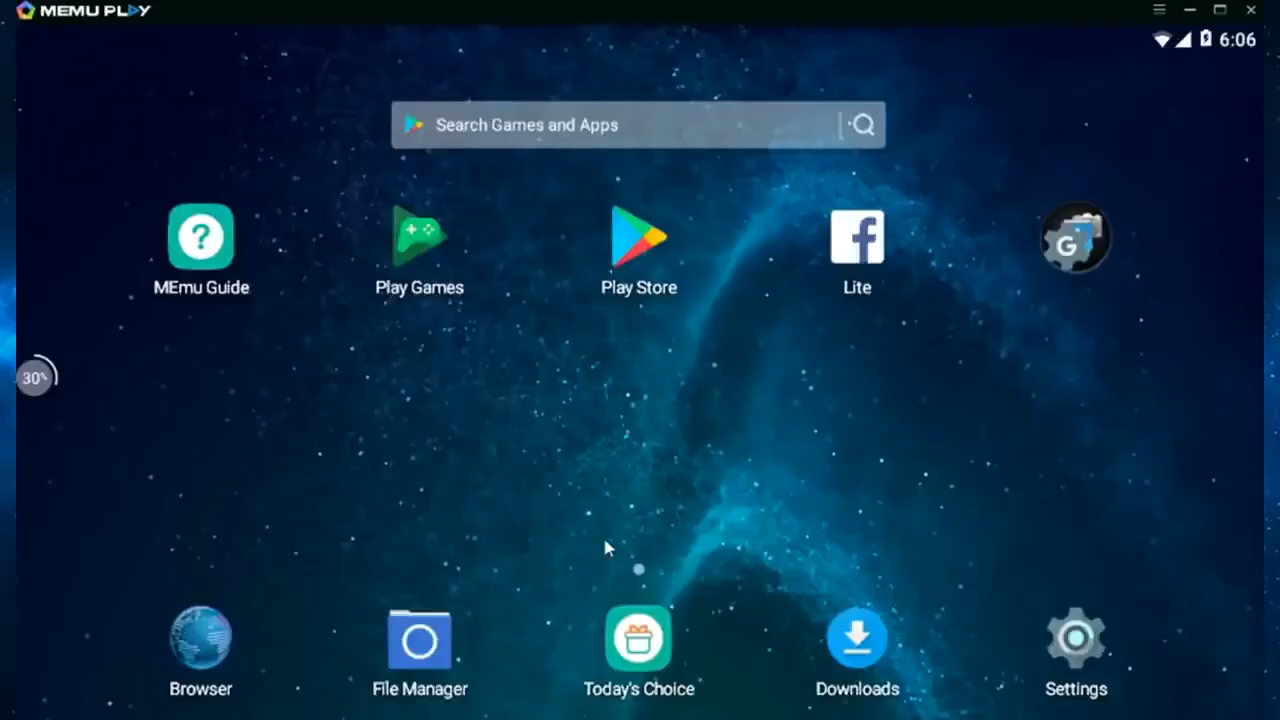 MEMU PLAY
6:06
Search Games and Apps
MEmu Guide
Play Games
Play Store
Lite
G
30%
Browser
File Manager
Today's Choice
Downloads
Settings